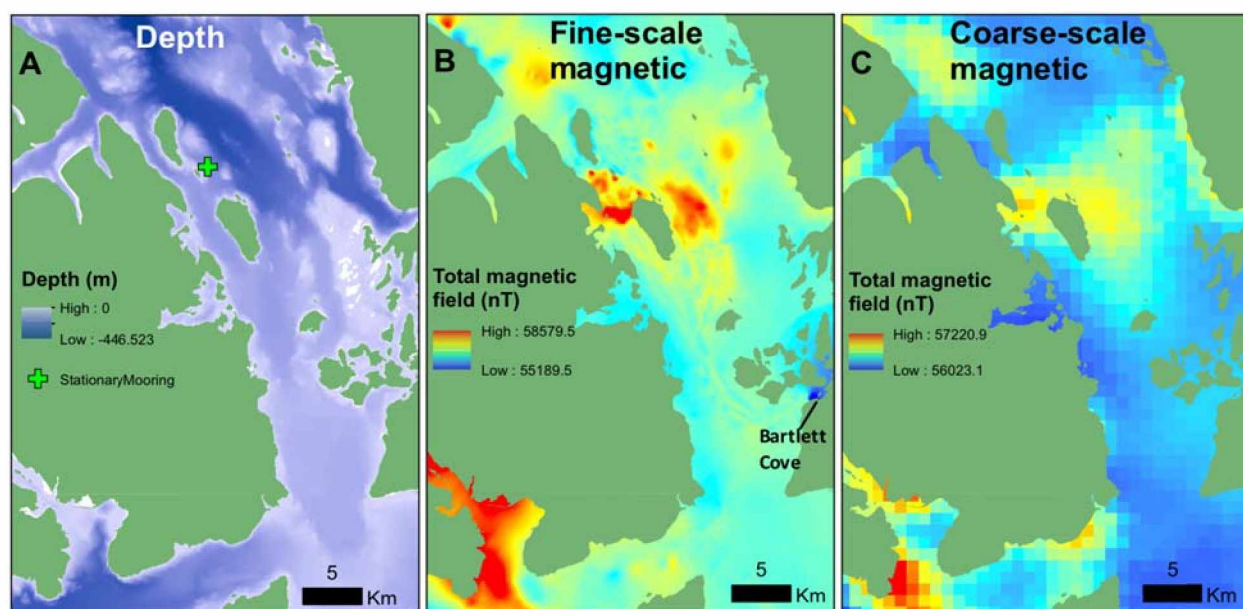 A
Depth
Depth (m)
High : 0
Low : -446.523
StationaryMooring
5
Km
B
Fine-scale
magnetic
Total magnetic
field (nT)
High : 58579.5
Low : 55189.5
Bartlett
Cove
5
Km
C
Coarse-scale
magnetic
Total magnetic
field (nT)
High : 57220.9
Low : 56023.1
5
Km